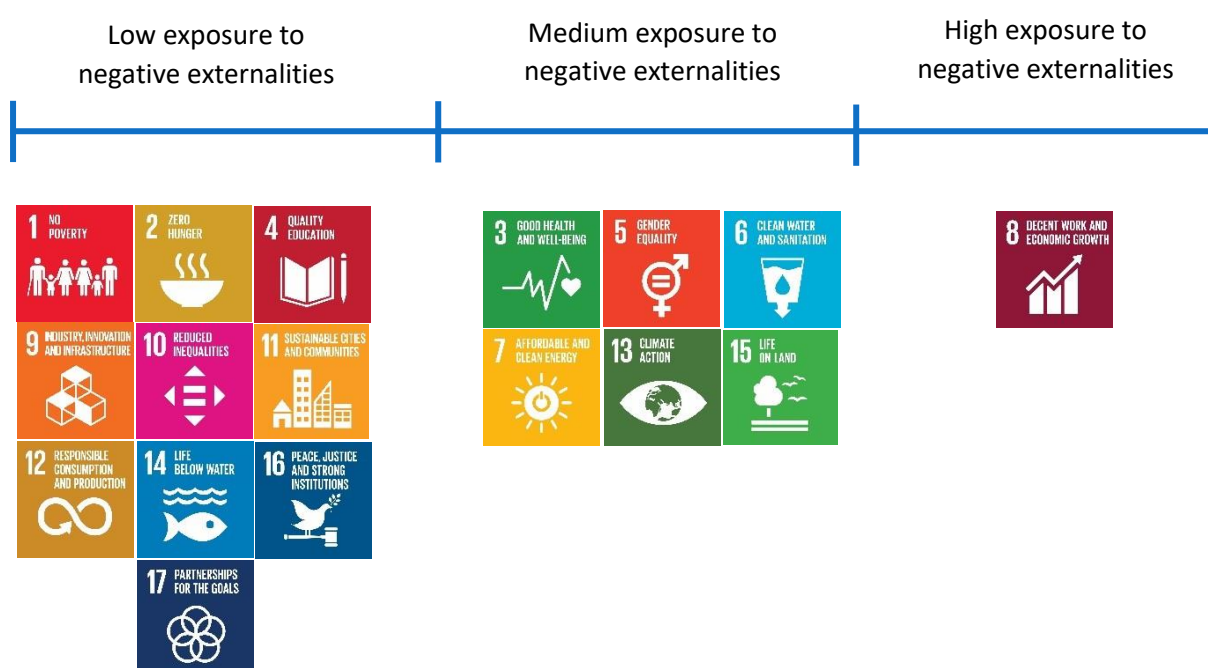 Low exposure to
negative externalities
Medium exposure to
negative externalities
High exposure to
negative externalities
1 NO
POVERTY
2 ZERO
HUNGER
4 QUALITY
EDUCATION
3 GOOD HEALTH
AND WELL-BEING
5 GENDER
EQUALITY
6 CLEAN WATER
AND SANITATION
8 DECENT WORK AND
ECONOMIC GROWTH
9 INDUSTRY, INNOVATION
AND INFRASTRUCTURE
10 REDUCED
INEQUALITIES
11 SUSTAINABLE CITIES
AND COMMUNITIES
7 AFFORDABLE AND
CLEAN ENERGY
13 CLIMATE
ACTION
15 LIFE
ON LAND
12 RESPONSIBLE
CONSUMPTION
AND PRODUCTION
14 LIFE
BELOW WATER
16 PEACE, JUSTICE
AND STRONG
INSTITUTIONS
17 PARTNERSHIPS
FOR THE GOALS